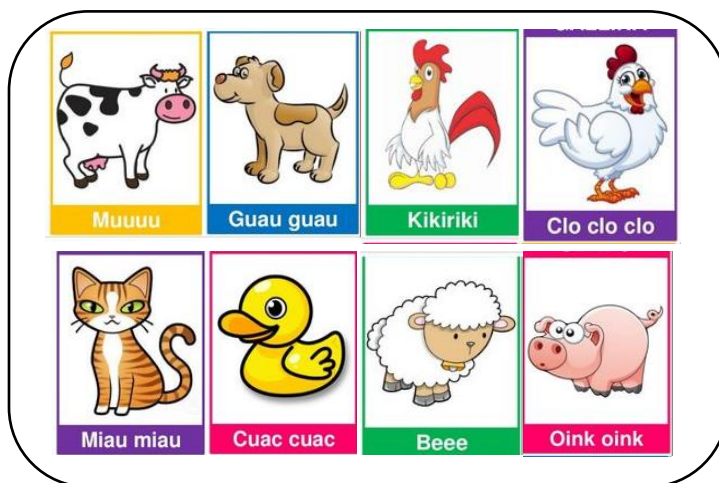 Muuuu
Guau guau
Kikiriki
Clo clo clo
Miau miau
Cuac cuac
Beee
Oink oink